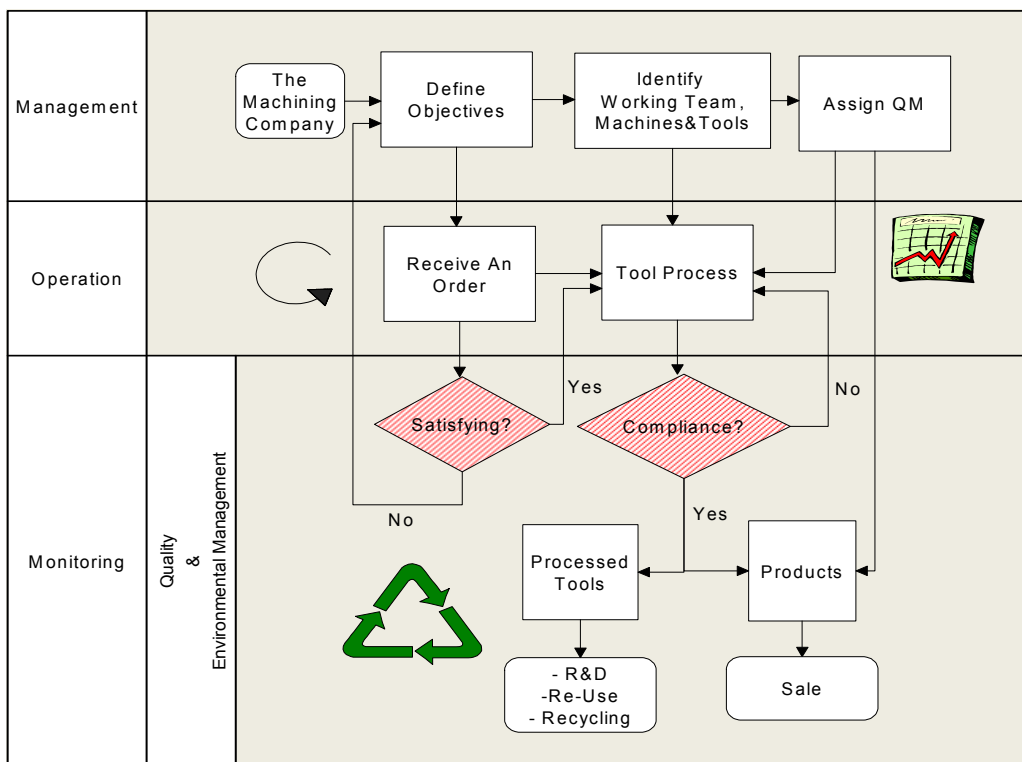 Management
The
Machining
Company
Define
Objectives
Identify
Working Team,
Machines&Tools
Assign QM
Operation
Receive An
Order
Tool Process
Monitoring
Quality
&
Environmental Management
Satisfying?
Yes
No
Compliance?
No
Yes
Processed
Tools
Products
- R&D
-Re-Use
- Recycling
Sale